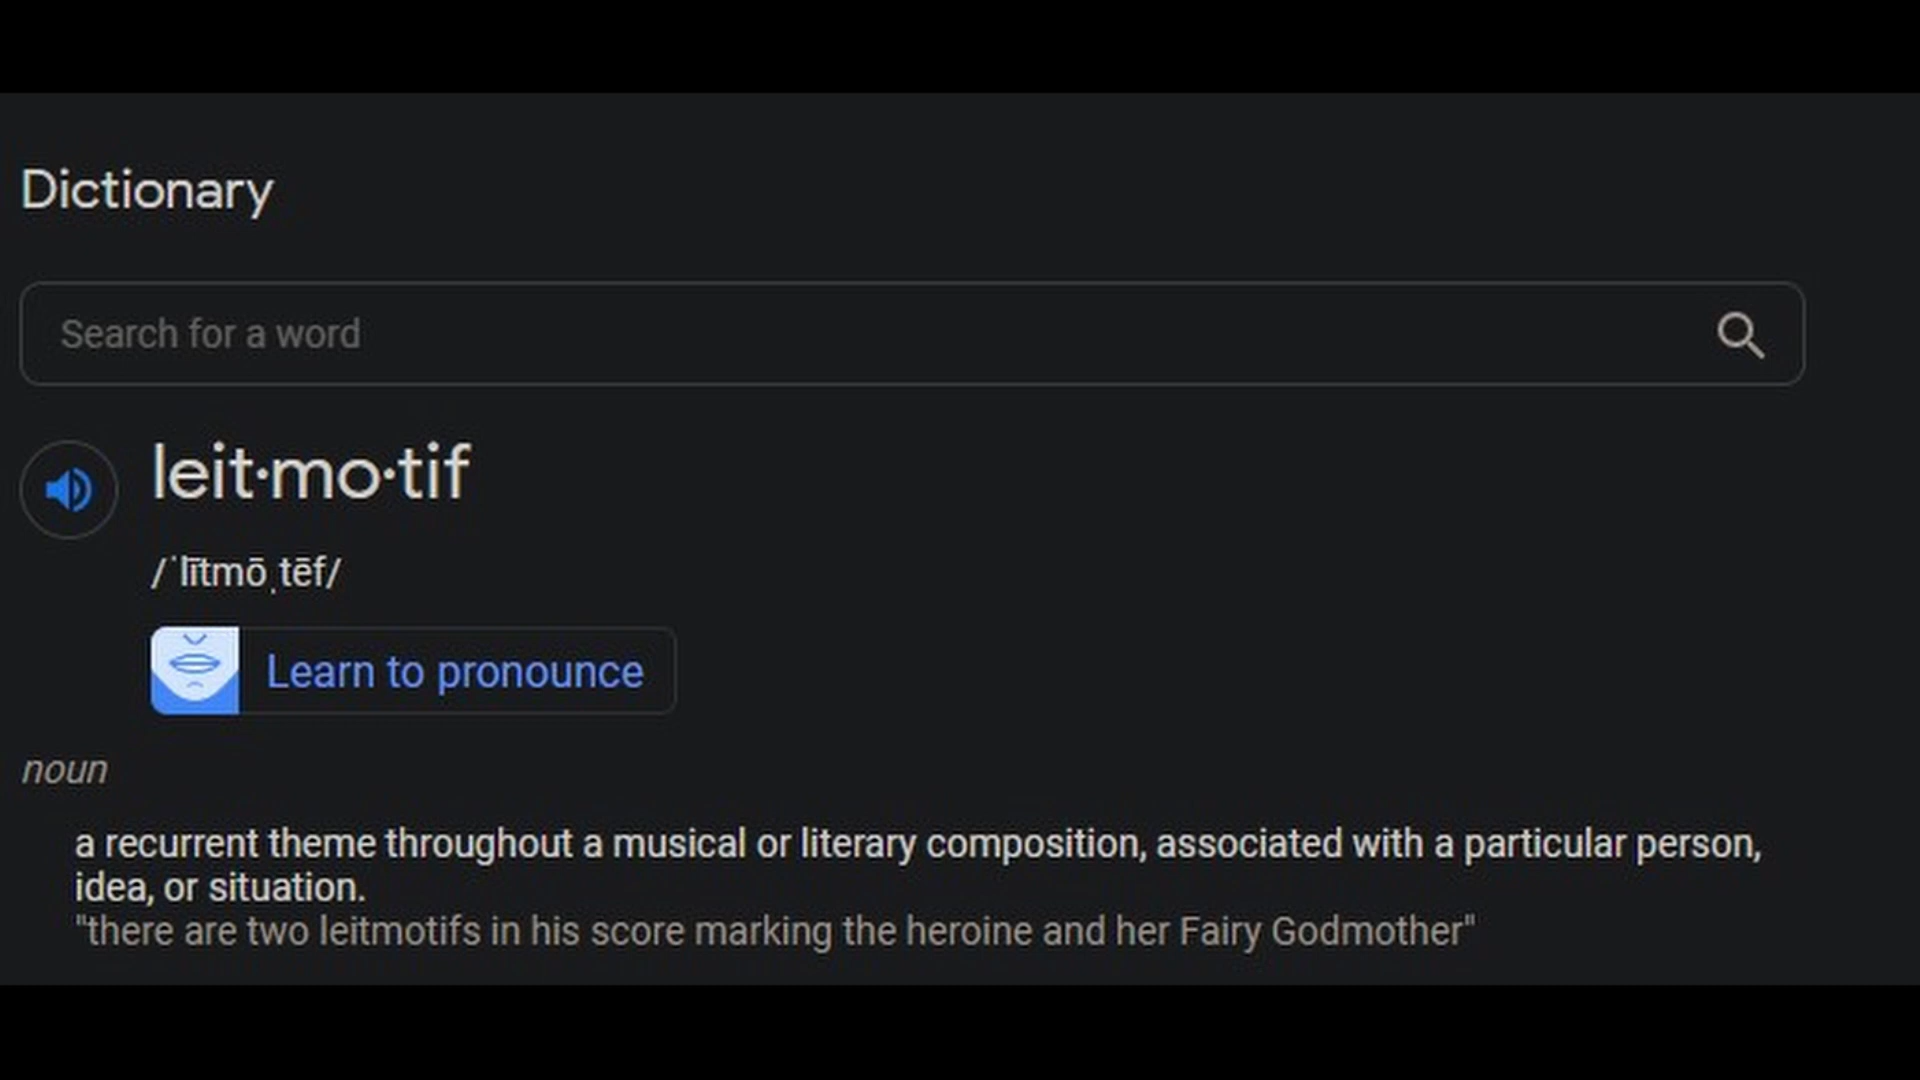 Dictionary
Search for a word
leit·mo·tif
/ˈlītmōˌtēf/
Learn to pronounce
noun
a recurrent theme throughout a musical or literary composition, associated with a particular person,
idea, or situation.
"there are two leitmotifs in his score marking the heroine and her Fairy Godmother"